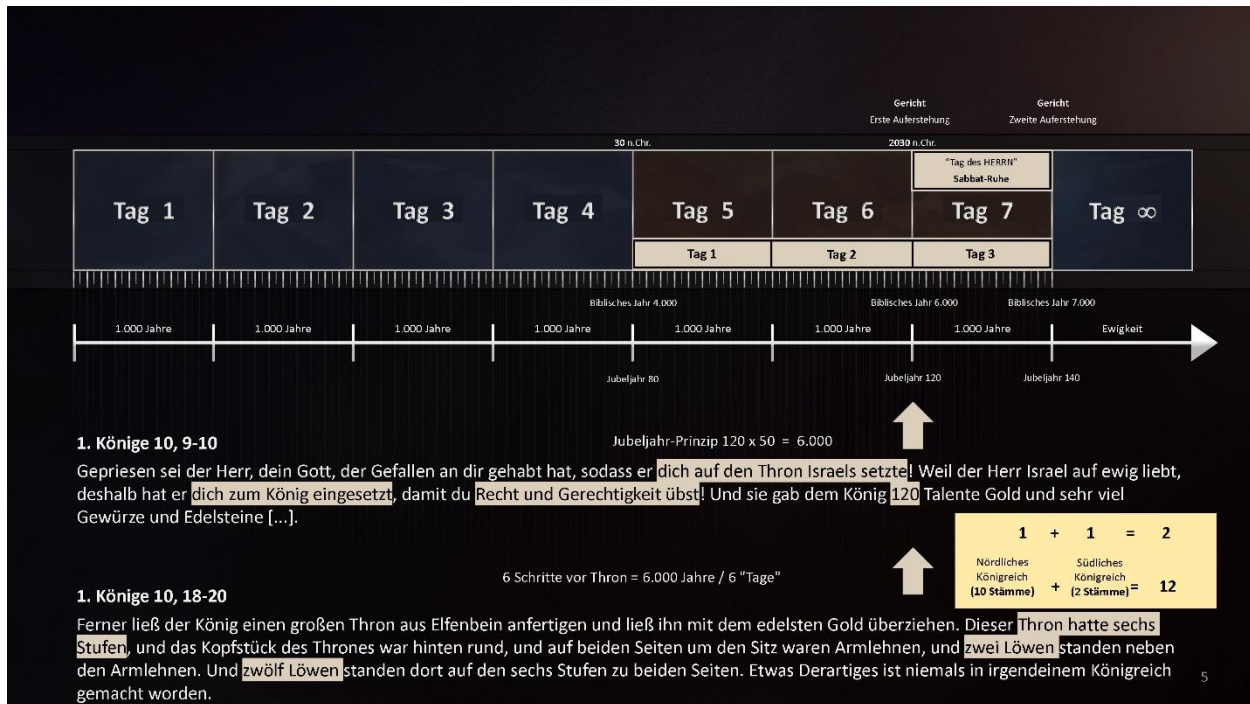 Gericht
Erste Auferstehung
Gericht
Zweite Auferstehung
30 n.Chr.
2030 n.Chr.
Tag 1
Tag 2
Tag 3
Tag 4
Tag 5
Tag 6
"Tag des HERRN"
Sabbat-Ruhe
Tag 7
Tag ∞
Tag 1
Tag 2
Tag 3
Biblisches Jahr 4.000
Biblisches Jahr 6.000
Biblisches Jahr 7.000
1.000 Jahre
1.000 Jahre
1.000 Jahre
1.000 Jahre
1.000 Jahre
1.000 Jahre
1.000 Jahre
Ewigkeit
Jubeljahr 80
Jubeljahr 120
Jubeljahr 140
1. Könige 10, 9-10
Jubeljahr-Prinzip 120 x 50 = 6.000
Gepriesen sei der Herr, dein Gott, der Gefallen an dir gehabt hat, sodass er dich auf den Thron Israels setzte! Weil der Herr Israel auf ewig liebt,
deshalb hat er dich zum König eingesetzt, damit du Recht und Gerechtigkeit übst! Und sie gab dem König 120 Talente Gold und sehr viel
Gewürze und Edelsteine [...].
1 + 1 = 2
Nördliches Königreich (10 Stämme) + Südliches Königreich (2 Stämme) = 12
6 Schritte vor Thron = 6.000 Jahre / 6 "Tage"
1. Könige 10, 18-20
Ferner ließ der König einen großen Thron aus Elfenbein anfertigen und ließ ihn mit dem edelsten Gold überziehen. Dieser Thron hatte sechs
Stufen, und das Kopfstück des Thrones war hinten rund, und auf beiden Seiten um den Sitz waren Armlehnen, und zwei Löwen standen neben
den Armlehnen. Und zwölf Löwen standen dort auf den sechs Stufen zu beiden Seiten. Etwas Derartiges ist niemals in irgendeinem Königreich
gemacht worden.
5